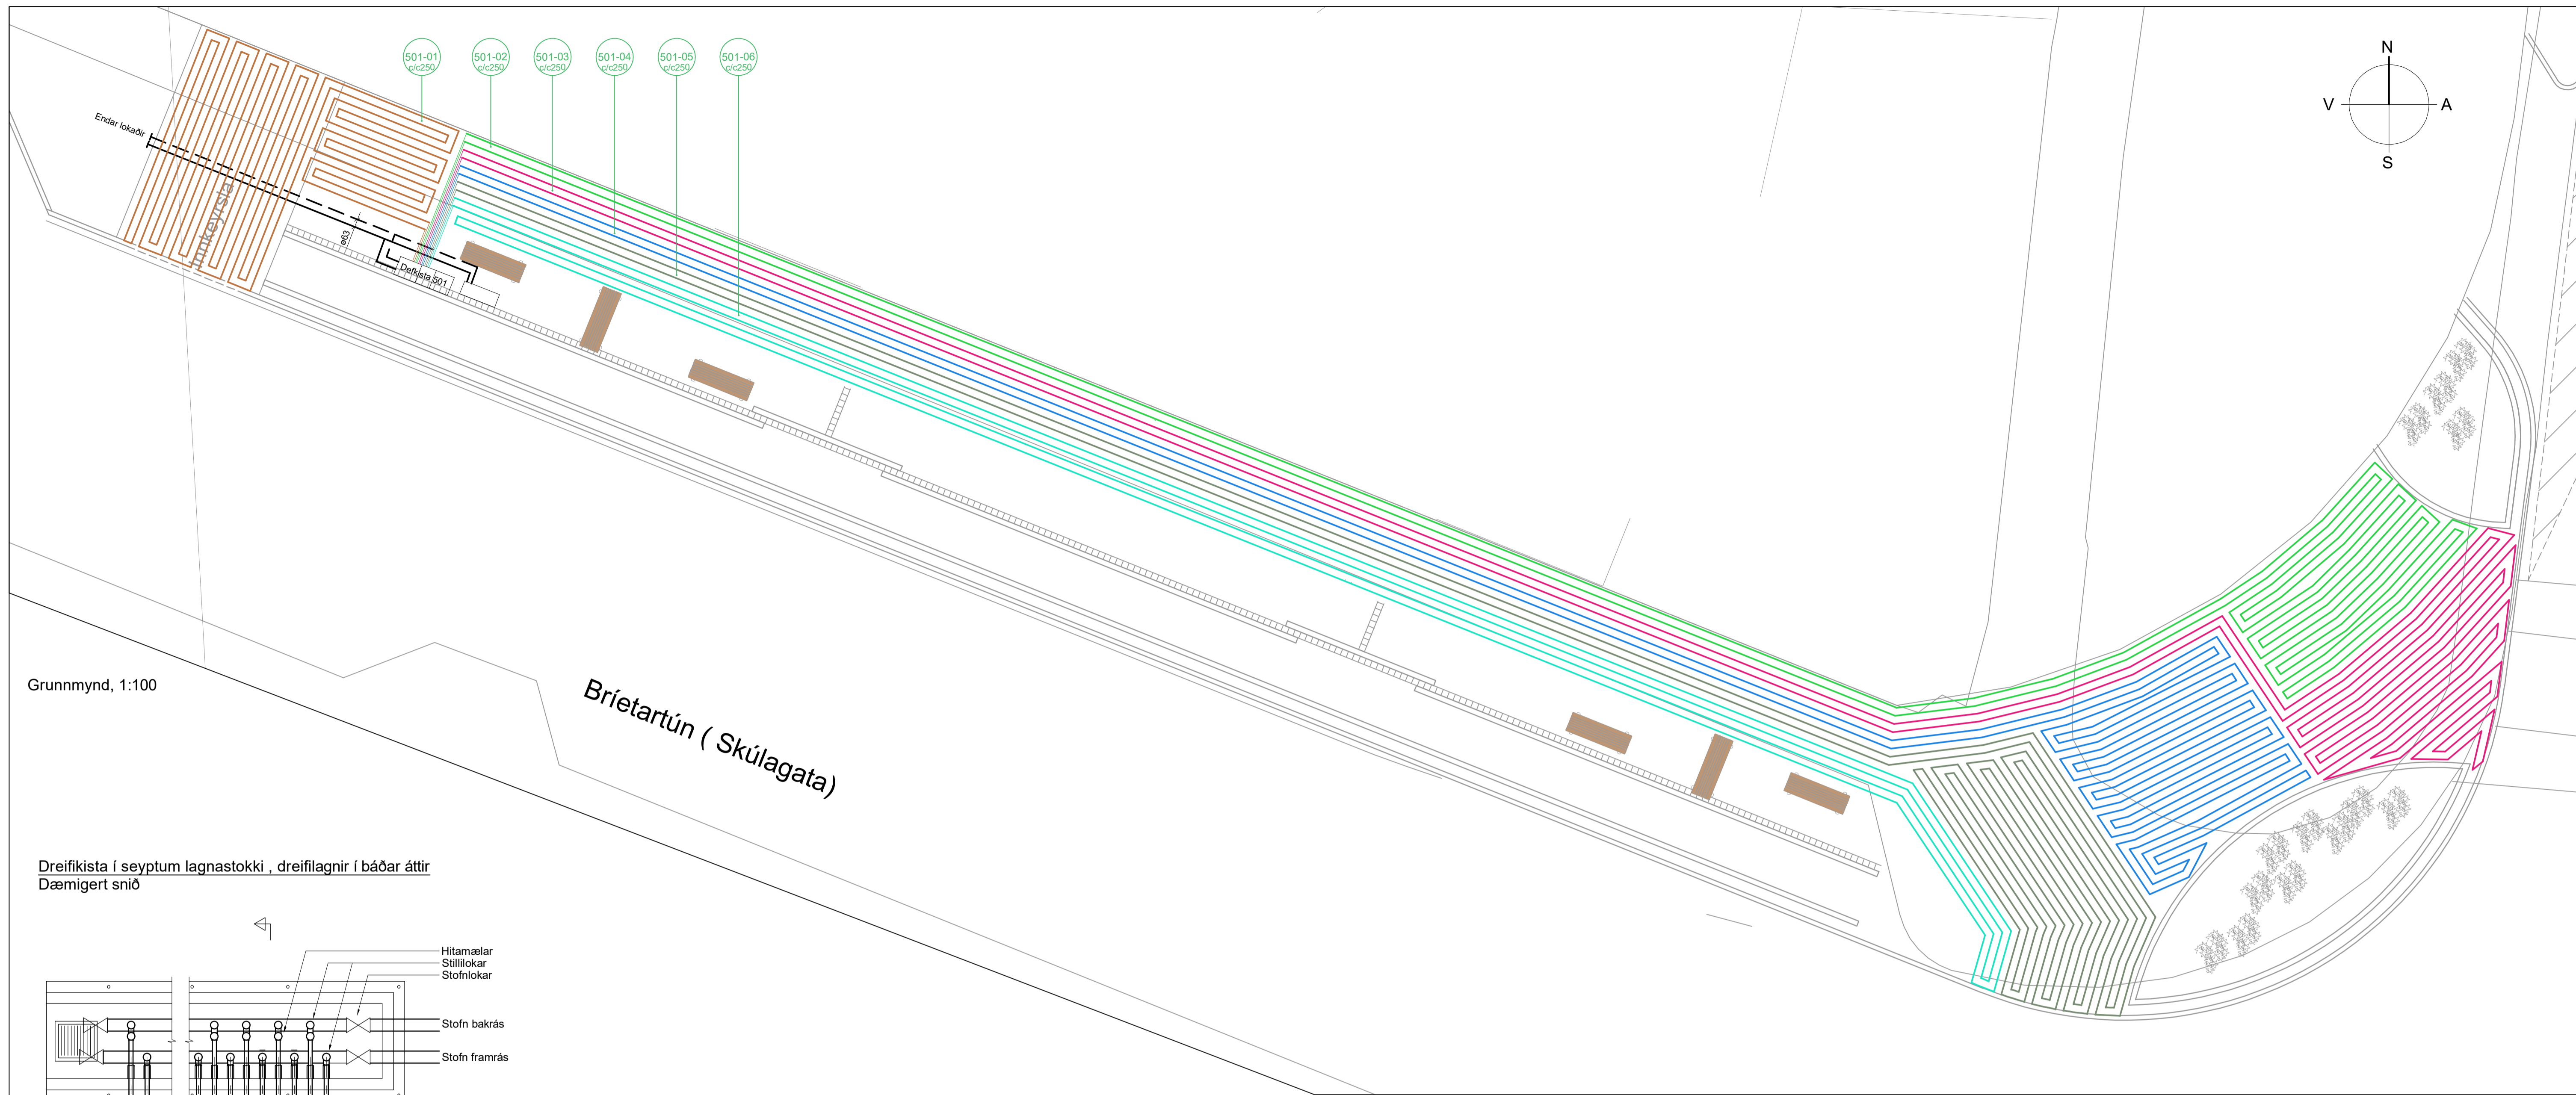 501-01
c/c250
501-02
c/c250
501-03
c/c250
501-04
c/c250
501-05
c/c250
501-06
c/c250
N
V
A
S
Endar lokaðir
Innkeyrsla
ø63
Deifkista 501
Grunnmynd, 1:100
Bríetartún ( Skúlagata)
Dreifikista í seyptum lagnastokki , dreifilagnir í báðar áttir
Dæmigert snið
Hitamælar
Stillilokar
Stofnlokar
Stofn bakrás
Stofn framrás